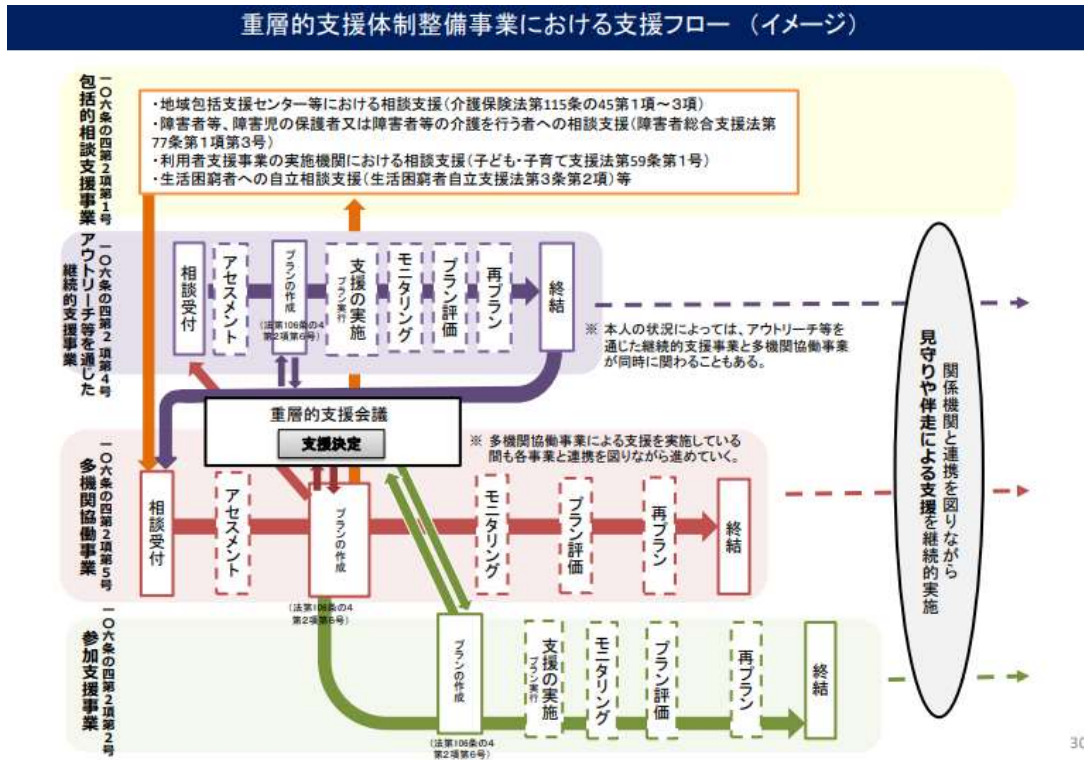 重層的支援体制整備事業における支援フロー （イメージ）
一〇六条の四第2項第1号
包括的相談支援事業
・地域包括支援センター等における相談支援(介護保険法第115条の45第1項～3項)
・障害者等、障害児の保護者又は障害者等の介護を行う者への相談支援(障害者総合支援法第
77条第1項第3号)
・利用者支援事業の実施機関における相談支援(子ども・子育て支援法第59条第1号)
・生活困窮者への自立相談支援(生活困窮者自立支援法第3条第2項)等
一〇六条の四第2項第4号
アウトリーチ等を通じた
継続的支援事業
相談受付
アセスメント
プランの作成
(法第106条の4
第2項第6号)
支援の実施
プラン実行
モニタリング
プラン評価
再プラン
終結
※ 本人の状況によっては、アウトリーチ等を
通じた継続的支援事業と多機関協働事業
が同時に関わることもある。
重層的支援会議
支援決定
※ 多機関協働事業による支援を実施している
間も各事業と連携を図りながら進めていく。
一〇六条の四第2項第5号
多機関協働事業
相談受付
アセスメント
プランの作成
(法第106条の4
第2項第6号)
モニタリング
プラン評価
再プラン
終結
一〇六条の四第2項第2号
参加支援事業
プランの作成
(法第106条の4
第2項第6号)
支援の実施
プラン実行
モニタリング
プラン評価
再プラン
終結
関係機関と連携を図りながら
見守りや伴走による支援を継続的実施
30